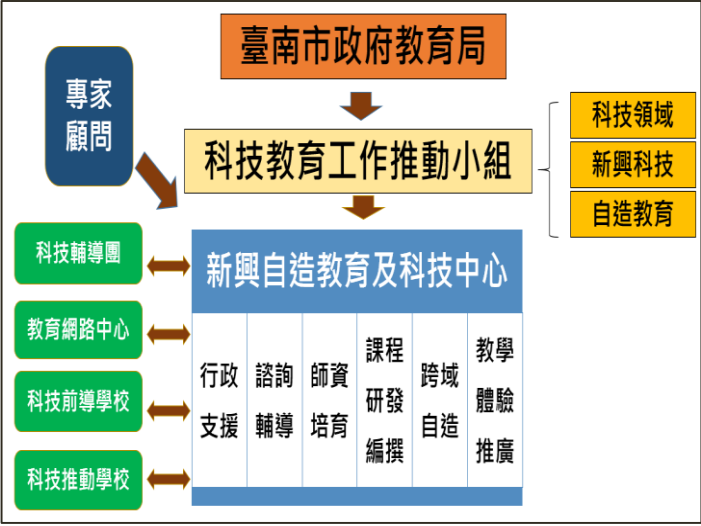 臺南市政府教育局
專家
顧問
科技教育工作推動小組
科技領域
新興科技
自造教育
新興自造教育及科技中心
科技輔導團
教育網路中心
科技前導學校
科技推動學校
行政
支援
諮詢
輔導
師資
培育
課程
研發
編撰
跨域
自造
教學
體驗
推廣